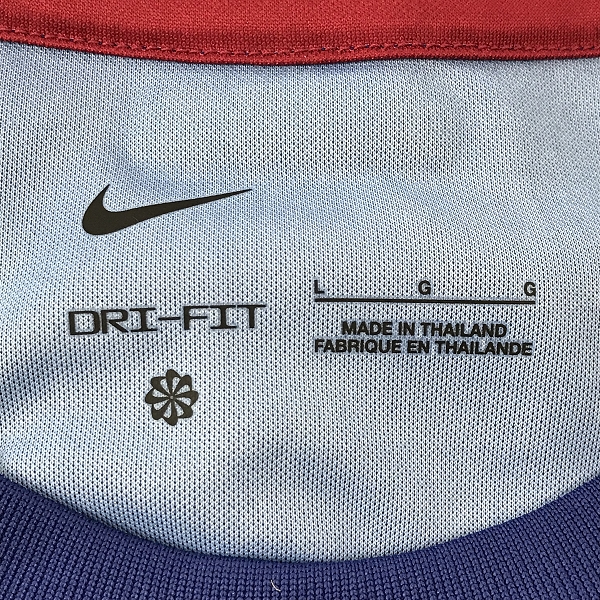 DRI-FIT
L G G
MADE IN THAILAND
FABRIQUE EN THAILANDE